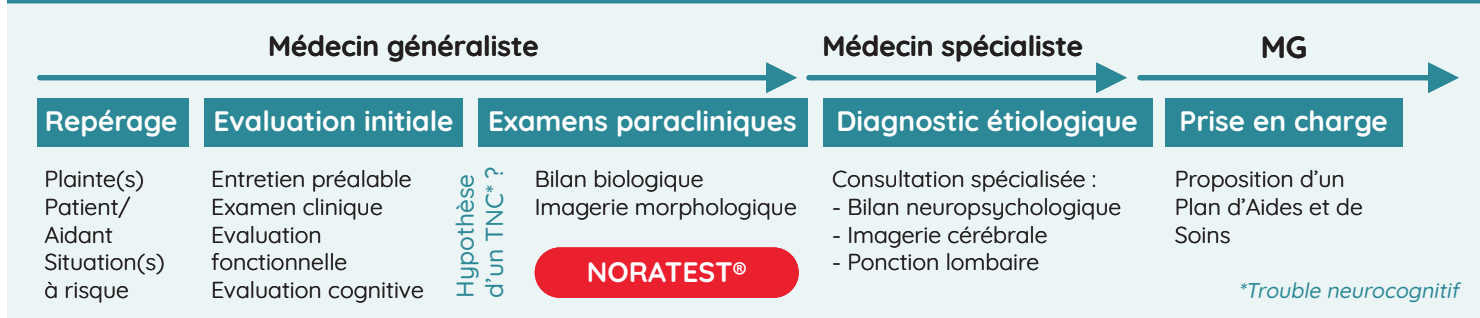 Médecin généraliste
Médecin spécialiste
MG
Repérage
Evaluation initiale
Examens paracliniques
Diagnostic étiologique
Prise en charge
Plainte(s)
Patient/
Aidant
Situation(s)
à risque
Entretien préalable
Examen clinique
Evaluation
fonctionnelle
Evaluation cognitive
Hypothèse
d'un TNC* ?
Bilan biologique
Imagerie morphologique
NORATEST®
Consultation spécialisée :
- Bilan neuropsychologique
- Imagerie cérébrale
- Ponction lombaire
Proposition d'un
Plan d'Aides et de
Soins
*Trouble neurocognitif